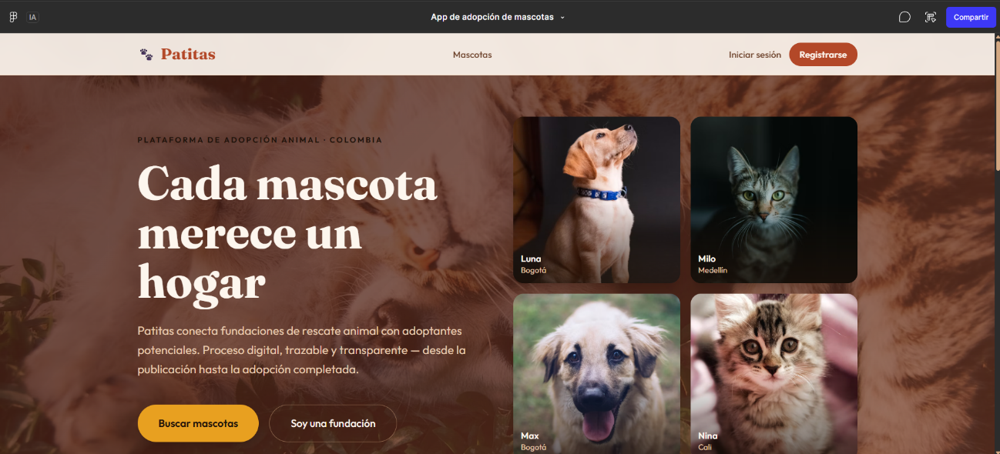 IA
App de adopción de mascotas
Compartir
Patitas
Mascotas
Iniciar sesión
Registrarse
PLATAFORMA DE ADOPCIÓN ANIMAL · COLOMBIA
Cada mascota
merece un
hogar
Patitas conecta fundaciones de rescate animal con adoptantes
potenciales. Proceso digital, trazable y transparente — desde la
publicación hasta la adopción completada.
Buscar mascotas
Soy una fundación
Luna
Bogotá
Milo
Medellín
Max
Bogotá
Nina
Cali